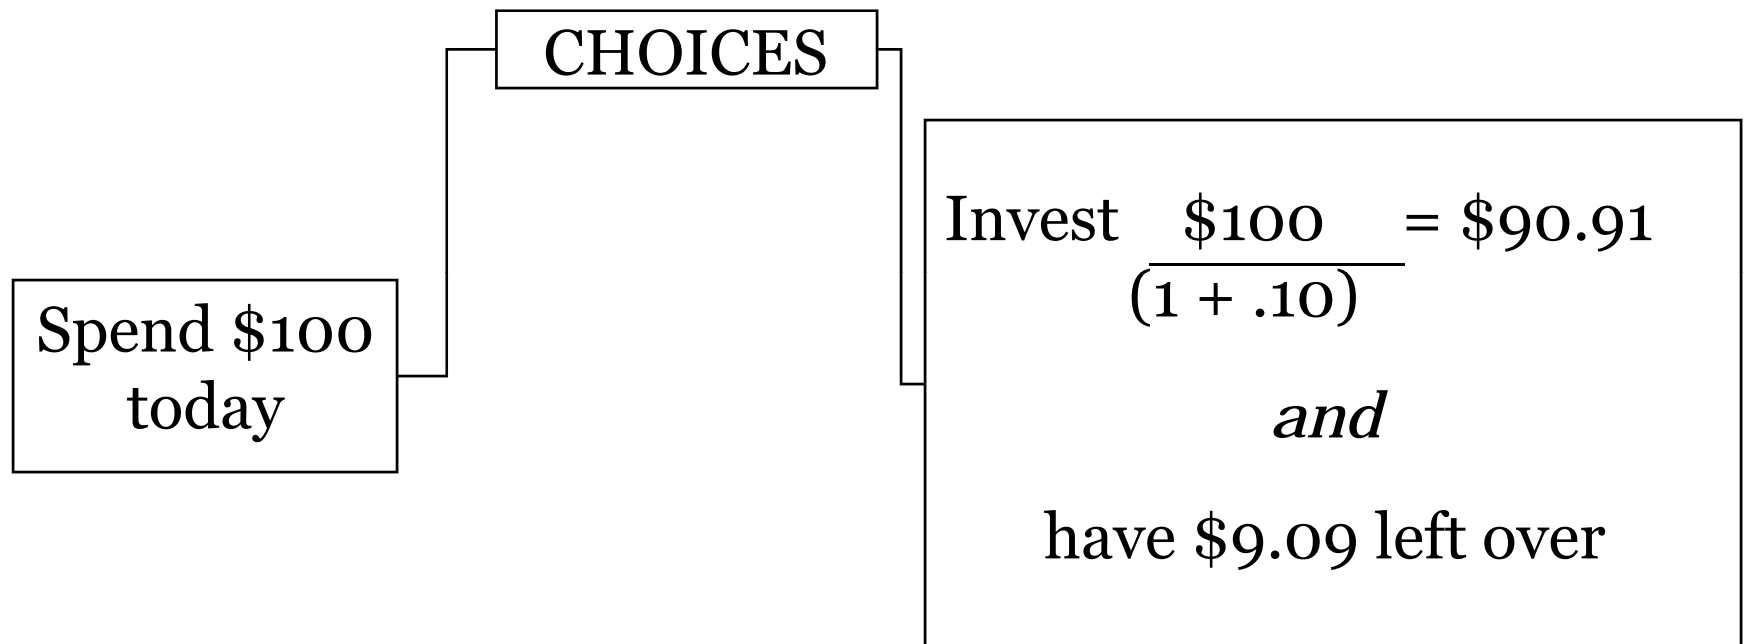 CHOICES
Spend $100
today
Invest $100 = $90.91
(1 + .10)
and
have $9.09 left over